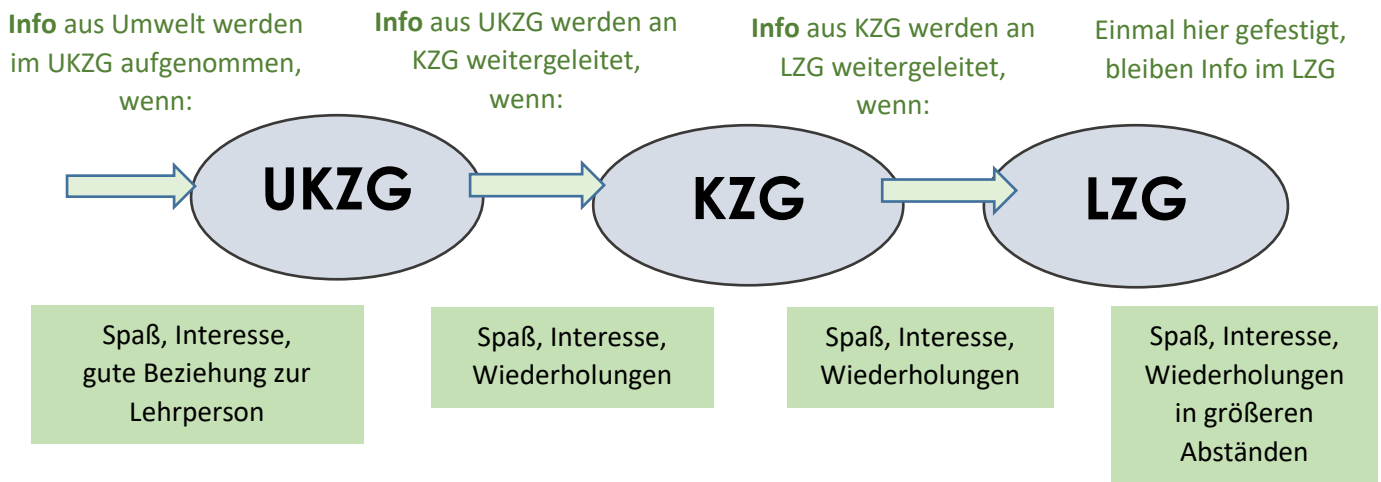 Info aus Umwelt werden
im UKZG aufgenommen,
wenn:
Info aus UKZG werden an
KZG weitergeleitet,
wenn:
Info aus KZG werden an
LZG weitergeleitet,
wenn:
Einmal hier gefestigt,
bleiben Info im LZG
UKZG
KZG
LZG
Spaß, Interesse,
gute Beziehung zur
Lehrperson
Spaß, Interesse,
Wiederholungen
Spaß, Interesse,
Wiederholungen
Spaß, Interesse,
Wiederholungen
in größeren
Abständen